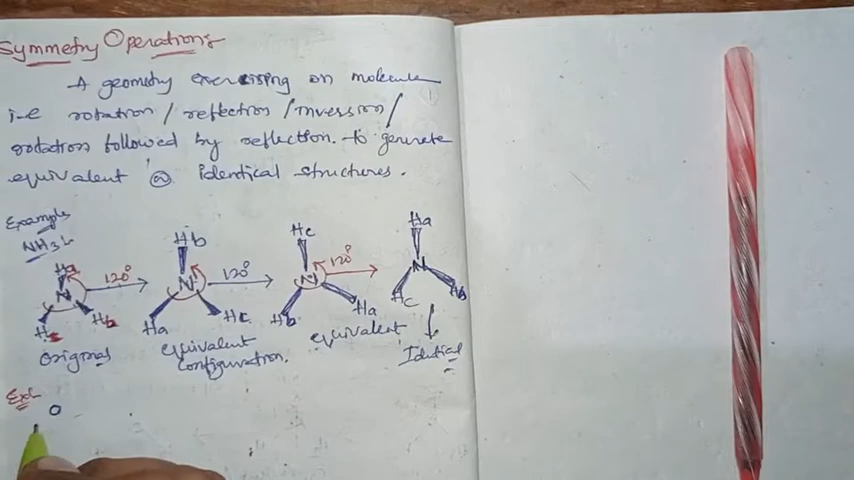 Symmetry Operations
A geometry exercising on molecule
i.e rotation / reflection / inversion /
rotation followed by reflection. to generate
equivalent or identical structures.
Example
NH3
Ha N Hc Hb 120°
Hb N Ha Hc 120°
Hc N Hb Ha 120°
Ha N Hc Hb
original
equivalent
configuration.
equivalent
Identical
Ex:-
O